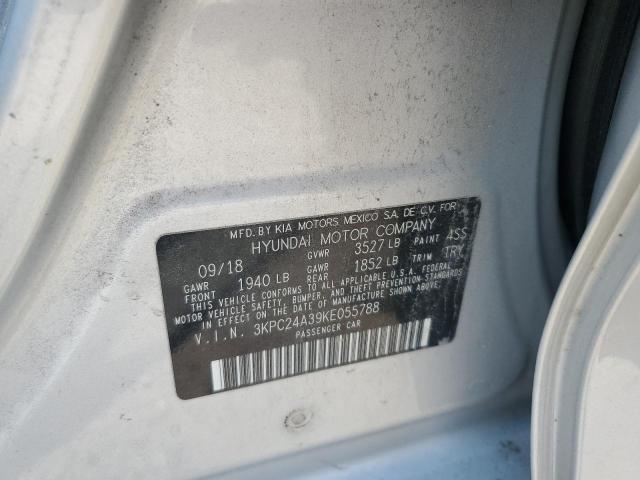 MFD. BY KIA MOTORS MEXICO S.A. DE C.V. FOR
HYUNDAI MOTOR COMPANY
09/18 GVWR 3527 LB PAINT 4SS
GAWR FRONT 1940 LB GAWR REAR 1852 LB TRIM TRY
THIS VEHICLE CONFORMS TO ALL APPLICABLE U.S.A. FEDERAL
MOTOR VEHICLE SAFETY, BUMPER, AND THEFT PREVENTION
STANDARDS IN EFFECT ON THE DATE OF MANUFACTURE SHOWN ABOVE.
V.I.N. 3KPC24A39KE055788
PASSENGER CAR